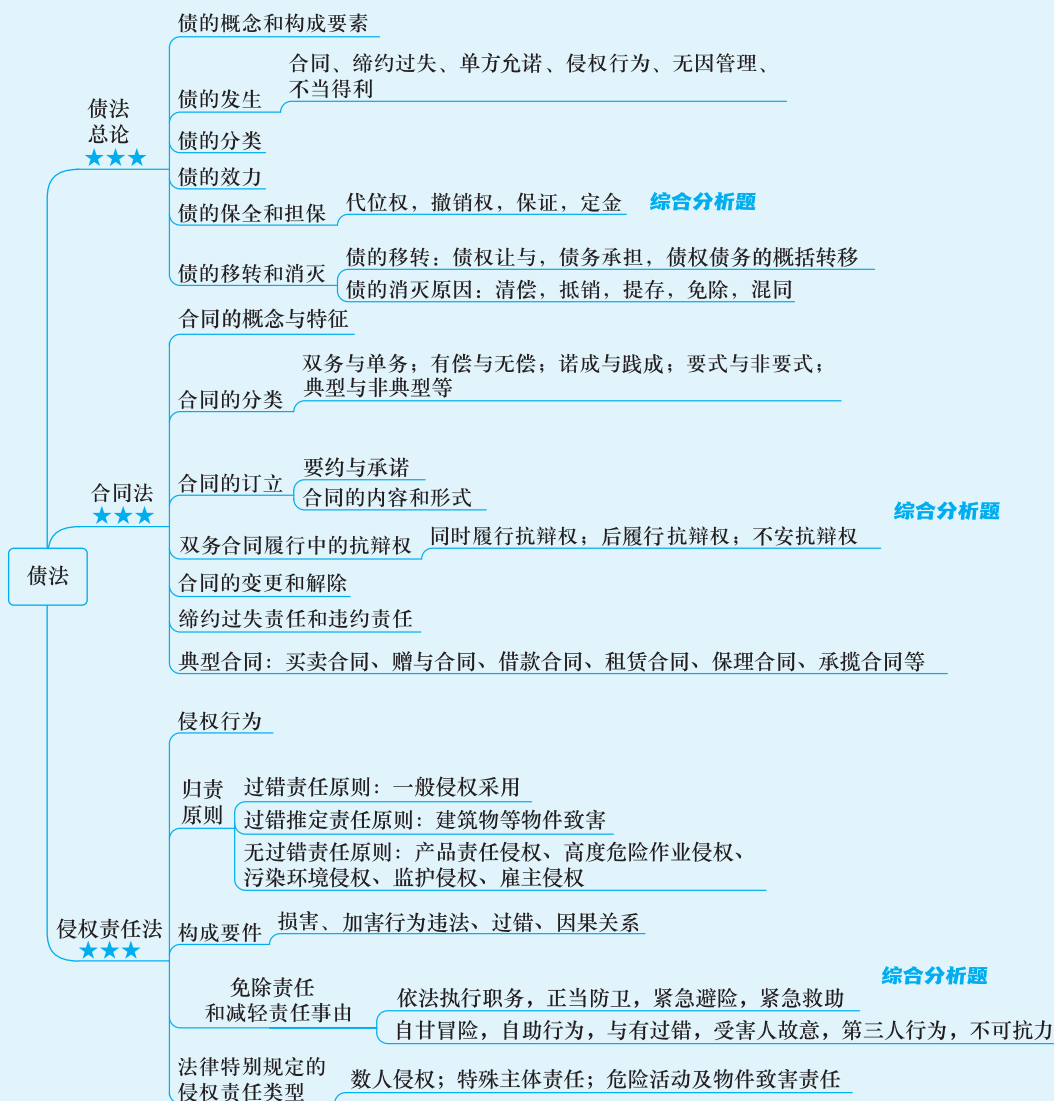 债法
债法
总论
★★★
债的概念和构成要素
债的发生
合同、缔约过失、单方允诺、侵权行为、无因管理、
不当得利
债的分类
债的效力
债的保全和担保
代位权，撤销权，保证，定金
综合分析题
债的移转和消灭
债的移转：债权让与，债务承担，债权债务的概括转移
债的消灭原因：清偿，抵销，提存，免除，混同
合同法
★★★
合同的概念与特征
合同的分类
双务与单务；有偿与无偿；诺成与践成；要式与非要式；
典型与非典型等
合同的订立
要约与承诺
合同的内容和形式
综合分析题
双务合同履行中的抗辩权
同时履行抗辩权；后履行抗辩权；不安抗辩权
合同的变更和解除
缔约过失责任和违约责任
典型合同：买卖合同、赠与合同、借款合同、租赁合同、保理合同、承揽合同等
侵权责任法
★★★
侵权行为
归责
原则
过错责任原则：一般侵权采用
过错推定责任原则：建筑物等物件致害
无过错责任原则：产品责任侵权、高度危险作业侵权、
污染环境侵权、监护侵权、雇主侵权
构成要件
损害、加害行为违法、过错、因果关系
综合分析题
免除责任
和减轻责任事由
依法执行职务，正当防卫，紧急避险，紧急救助
自甘冒险，自助行为，与有过错，受害人故意，第三人行为，不可抗力
法律特别规定的
侵权责任类型
数人侵权；特殊主体责任；危险活动及物件致害责任